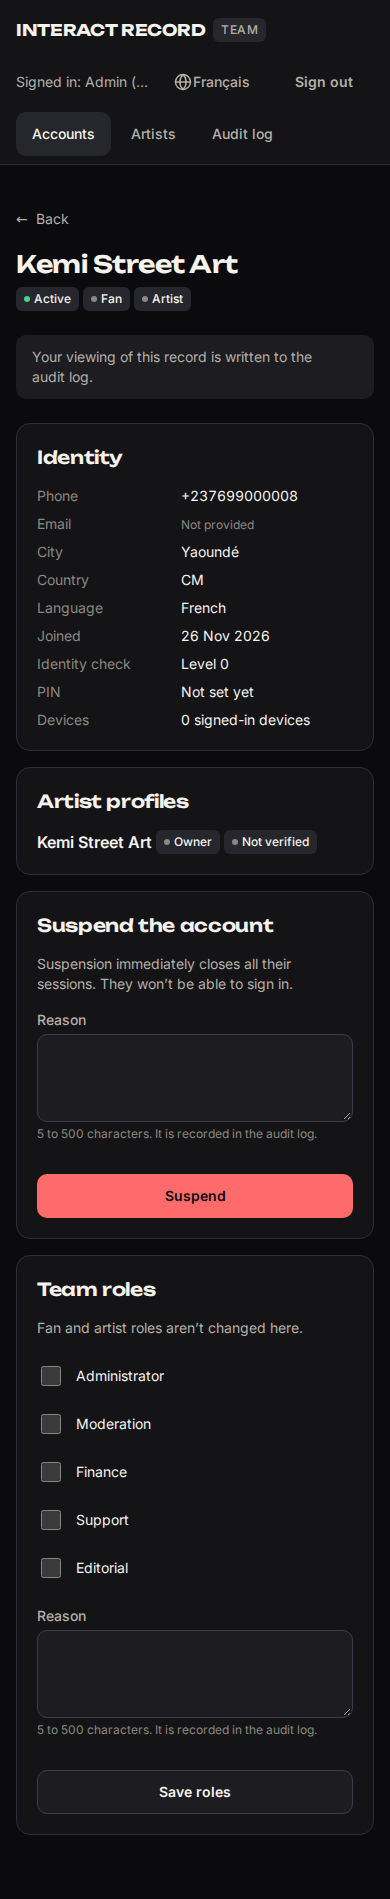 INTERACT RECORD TEAM
Signed in: Admin (... Français Sign out
Accounts Artists Audit log
← Back
Kemi Street Art
Active Fan Artist
Your viewing of this record is written to the
audit log.
Identity
Phone +237699000008
Email Not provided
City Yaoundé
Country CM
Language French
Joined 26 Nov 2026
Identity check Level 0
PIN Not set yet
Devices 0 signed-in devices
Artist profiles
Kemi Street Art Owner Not verified
Suspend the account
Suspension immediately closes all their
sessions. They won’t be able to sign in.
Reason
5 to 500 characters. It is recorded in the audit log.
Suspend
Team roles
Fan and artist roles aren’t changed here.
Administrator
Moderation
Finance
Support
Editorial
Reason
5 to 500 characters. It is recorded in the audit log.
Save roles